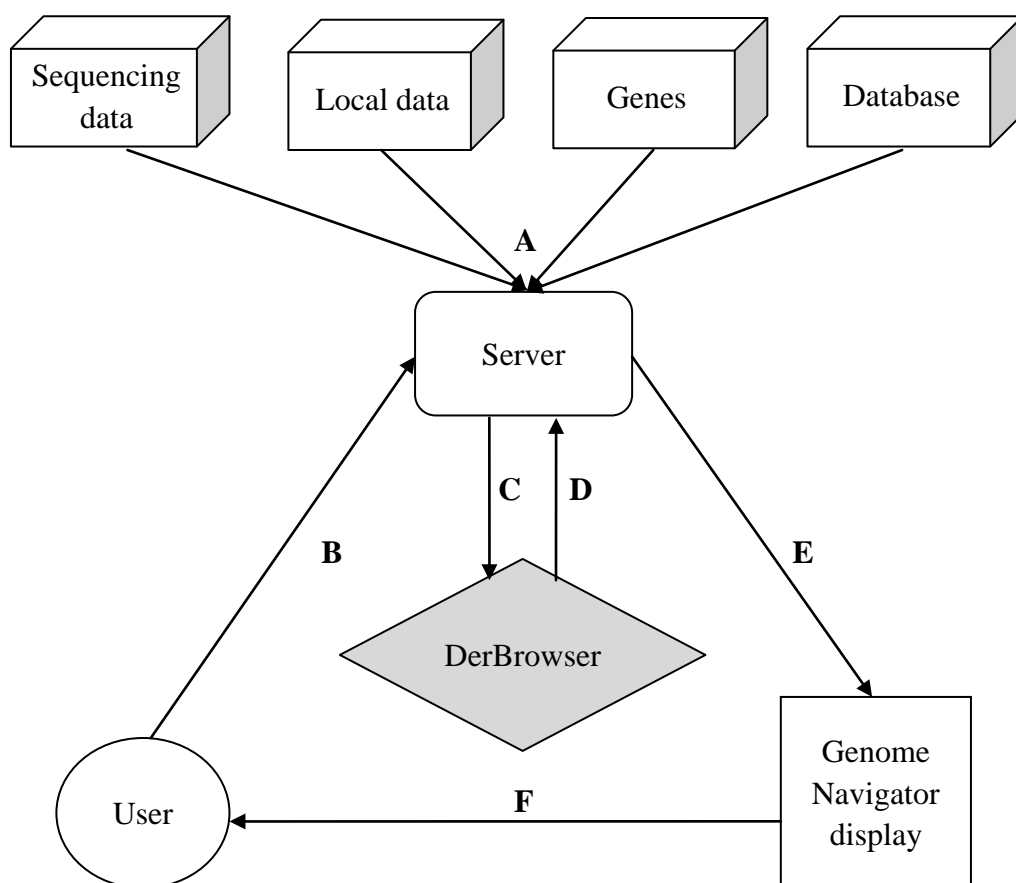 Sequencing
data
Local data
Genes
Database
A
Server
C
D
B
E
DerBrowser
Genome
Navigator
display
User
F